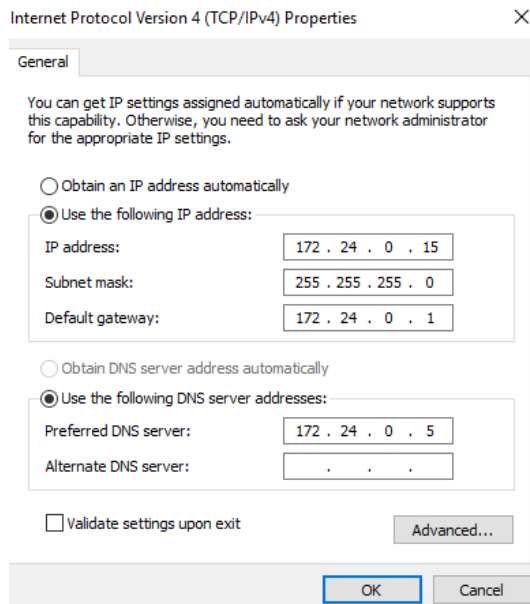 Internet Protocol Version 4 (TCP/IPv4) Properties
General
You can get IP settings assigned automatically if your network supports
this capability. Otherwise, you need to ask your network administrator
for the appropriate IP settings.
Obtain an IP address automatically
Use the following IP address:
IP address: 172 . 24 . 0 . 15
Subnet mask: 255 . 255 . 255 . 0
Default gateway: 172 . 24 . 0 . 1
Obtain DNS server address automatically
Use the following DNS server addresses:
Preferred DNS server: 172 . 24 . 0 . 5
Alternate DNS server: . . .
Validate settings upon exit
Advanced...
OK Cancel